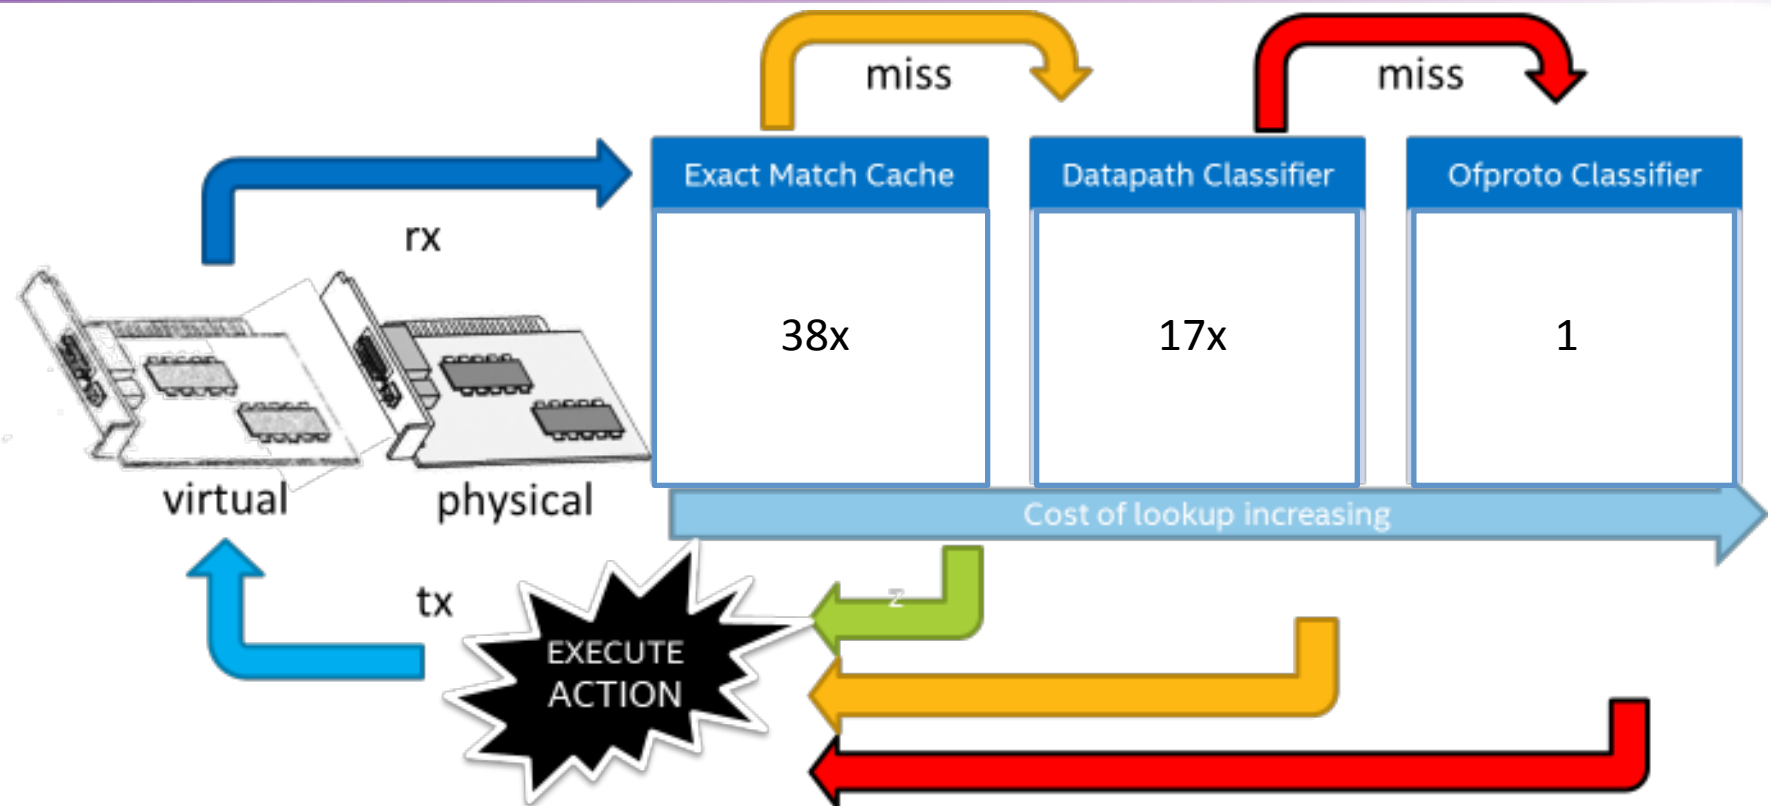 miss
miss
Exact Match Cache
Datapath Classifier
Ofproto Classifier
rx
38x
17x
1
virtual
physical
Cost of lookup increasing
tx
EXECUTE
ACTION